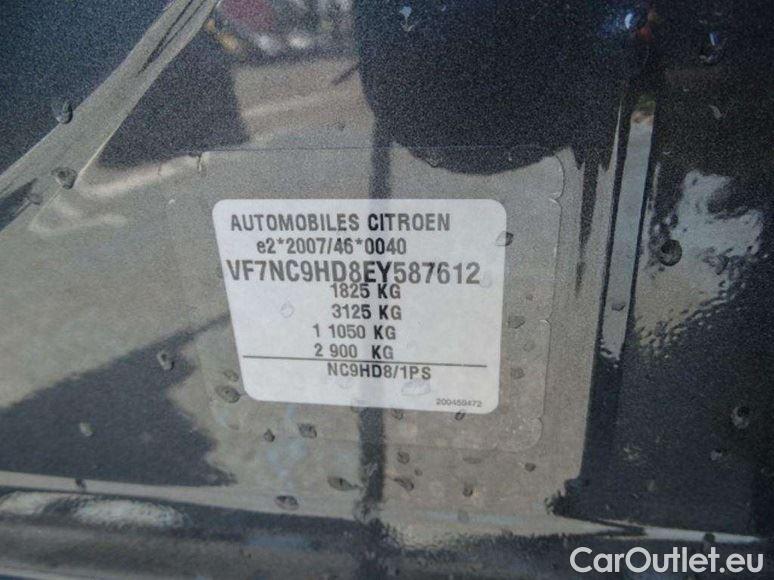 AUTOMOBILES CITROEN
e2*2007/46*0040
VF7NC9HD8EY587612
1825 KG
3125 KG
1 1050 KG
2 900 KG
NC9HD8/1PS
200459472
CarOutlet.eu